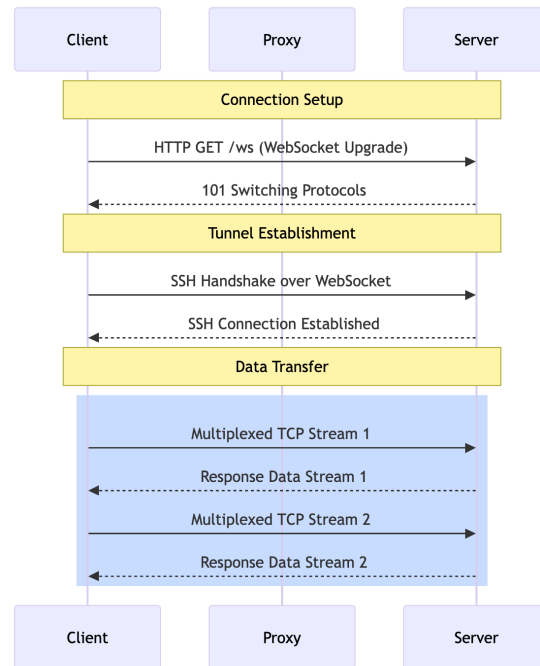 Client
Proxy
Server
Connection Setup
HTTP GET /ws (WebSocket Upgrade)
101 Switching Protocols
Tunnel Establishment
SSH Handshake over WebSocket
SSH Connection Established
Data Transfer
Multiplexed TCP Stream 1
Response Data Stream 1
Multiplexed TCP Stream 2
Response Data Stream 2
Client
Proxy
Server